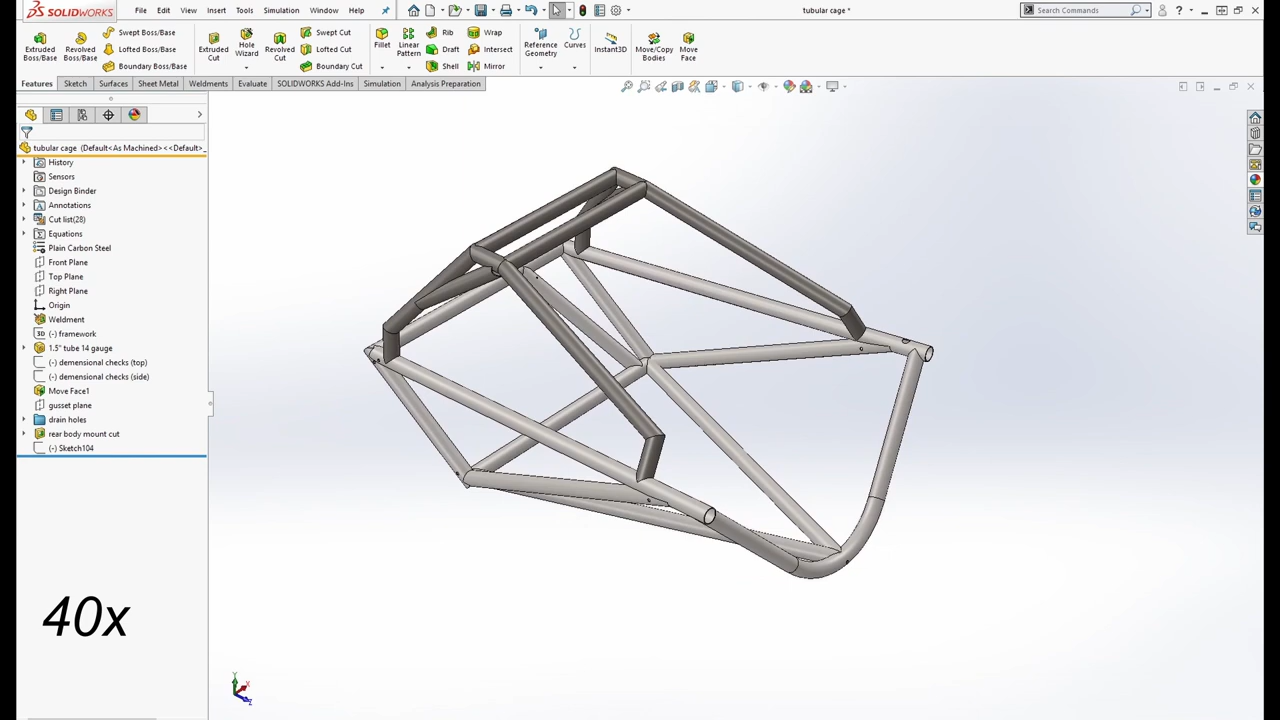 SOLIDWORKS
File Edit View Insert Tools Simulation Window Help
tubular cage *
Search Commands
Extruded Boss/Base
Revolved Boss/Base
Swept Boss/Base
Lofted Boss/Base
Boundary Boss/Base
Extruded Cut
Hole Wizard
Revolved Cut
Swept Cut
Lofted Cut
Boundary Cut
Fillet
Linear Pattern
Rib
Draft
Shell
Wrap
Intersect
Mirror
Reference Geometry
Curves
Instant3D
Move/Copy Bodies
Move Face
Features Sketch Surfaces Sheet Metal Weldments Evaluate SOLIDWORKS Add-Ins Simulation Analysis Preparation
tubular cage (Default<As Machined><<Default>_
History
Sensors
Design Binder
Annotations
Cut list(28)
Equations
Plain Carbon Steel
Front Plane
Top Plane
Right Plane
Origin
Weldment
3D (-) framework
1.5" tube 14 gauge
(-) demensional checks (top)
(-) demensional checks (side)
Move Face1
gusset plane
drain holes
rear body mount cut
(-) Sketch104
40x